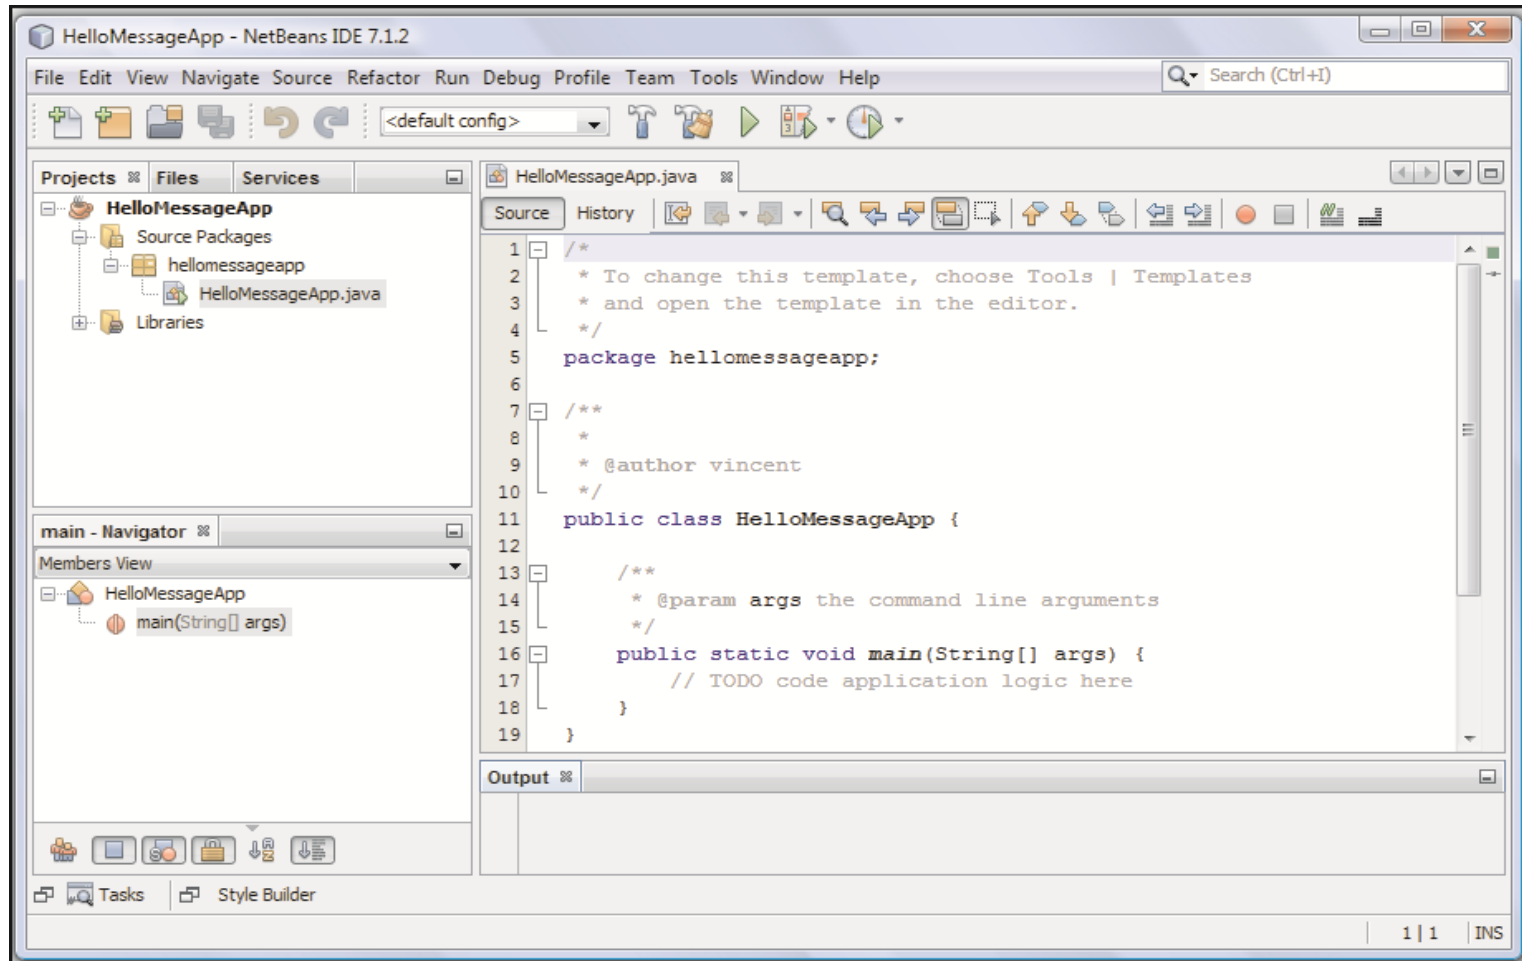 HelloMessageApp - NetBeans IDE 7.1.2
File Edit View Navigate Source Refactor Run Debug Profile Team Tools Window Help
Search (Ctrl+I)
<default config>
Projects Files Services
HelloMessageApp
Source Packages
hellomessageapp
HelloMessageApp.java
Libraries
main - Navigator
Members View
HelloMessageApp
main(String[] args)
Tasks Style Builder
HelloMessageApp.java
Source History
1 /*
2 * To change this template, choose Tools | Templates
3 * and open the template in the editor.
4 */
5 package hellomessageapp;
6
7 /**
8 *
9 * @author vincent
10 */
11 public class HelloMessageApp {
12
13 /**
14 * @param args the command line arguments
15 */
16 public static void main(String[] args) {
17 // TODO code application logic here
18 }
19 }
Output
1 | 1 INS